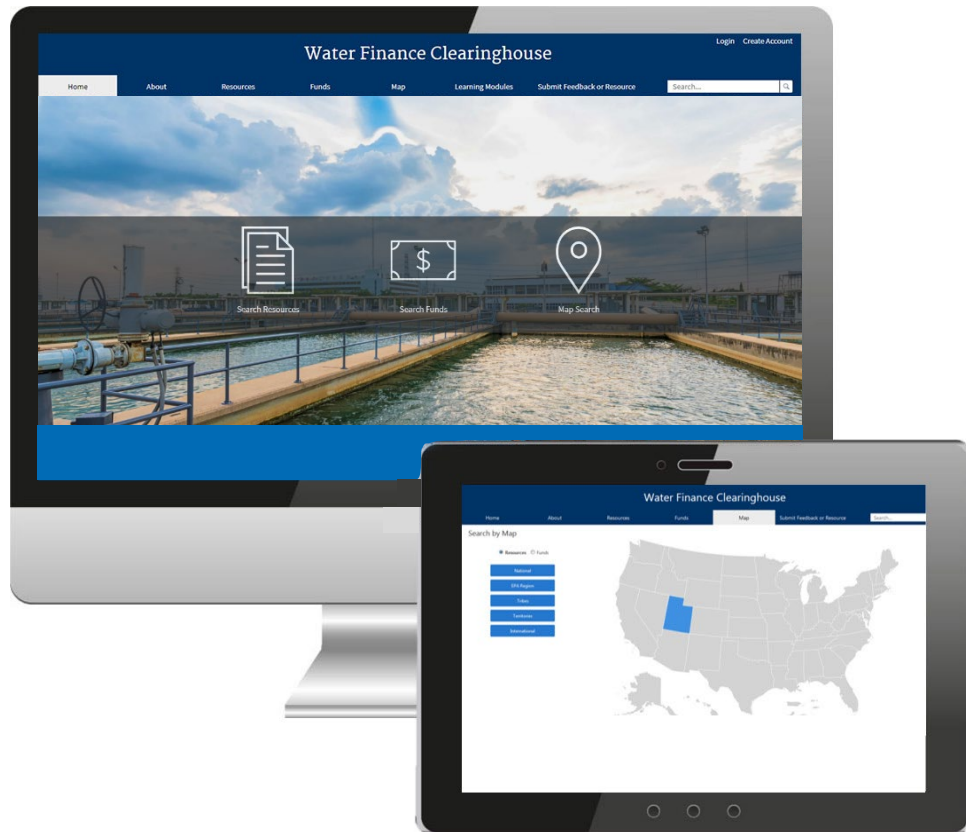 Login Create Account
Water Finance Clearinghouse
Home About Resources Funds Map Learning Modules Submit Feedback or Resource Search...
$
Search Resources Search Funds Map Search
Water Finance Clearinghouse
Home About Resources Funds Map Submit Feedback or Resource Search...
Search by Map
Resources Funds
National
EPA Region
Tribes
Territories
International